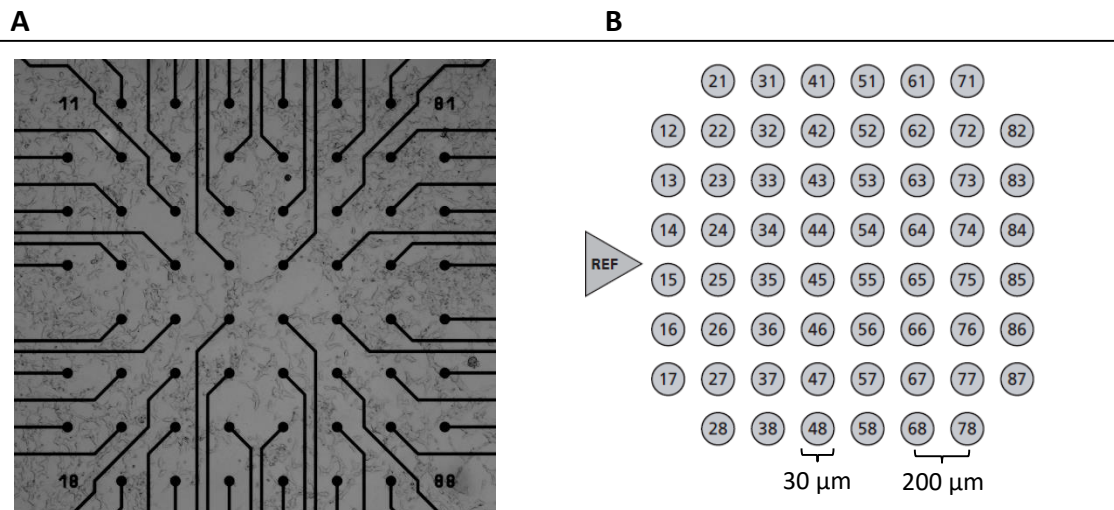 A
B
11
81
18
88
21 31 41 51 61 71
12 22 32 42 52 62 72 82
13 23 33 43 53 63 73 83
14 24 34 44 54 64 74 84
REF
15 25 35 45 55 65 75 85
16 26 36 46 56 66 76 86
17 27 37 47 57 67 77 87
28 38 48 58 68 78
30 µm
200 µm